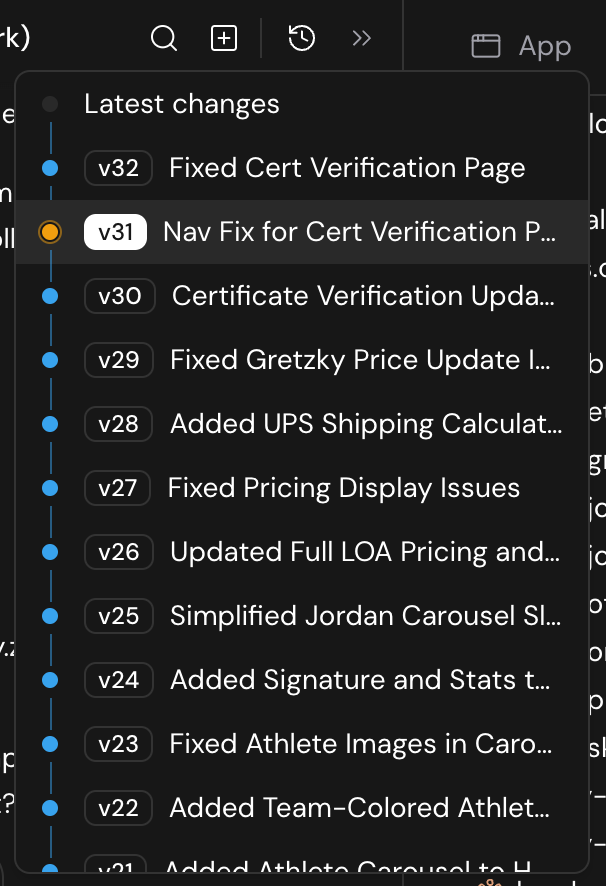 rk)
App
Latest changes
v32 Fixed Cert Verification Page
v31 Nav Fix for Cert Verification P...
v30 Certificate Verification Upda...
v29 Fixed Gretzky Price Update I...
v28 Added UPS Shipping Calculat...
v27 Fixed Pricing Display Issues
v26 Updated Full LOA Pricing and...
v25 Simplified Jordan Carousel Sl...
v24 Added Signature and Stats t...
v23 Fixed Athlete Images in Caro...
v22 Added Team-Colored Athlet...
v21 Added Athlete Carousel to H